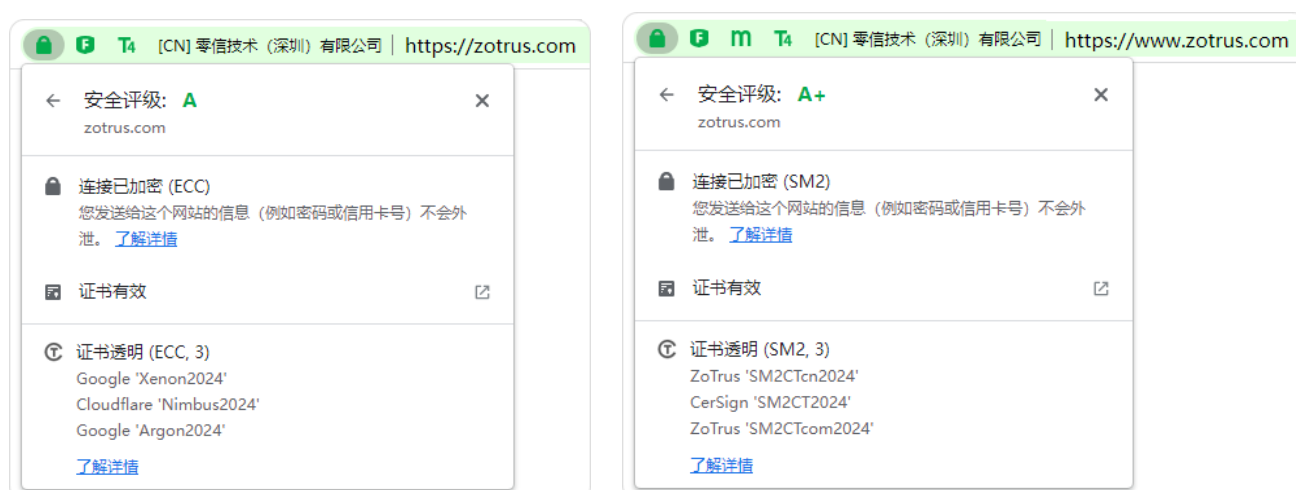 T4 [CN] 零信技术（深圳）有限公司 | https://zotrus.com
安全评级: A
zotrus.com
连接已加密 (ECC)
您发送给这个网站的信息（例如密码或信用卡号）不会外
泄。 了解详情
证书有效
证书透明 (ECC, 3)
Google 'Xenon2024'
Cloudflare 'Nimbus2024'
Google 'Argon2024'
了解详情
m T4 [CN] 零信技术（深圳）有限公司 | https://www.zotrus.com
安全评级: A+
zotrus.com
连接已加密 (SM2)
您发送给这个网站的信息（例如密码或信用卡号）不会外
泄。 了解详情
证书有效
证书透明 (SM2, 3)
ZoTrus 'SM2CTcn2024'
CerSign 'SM2CT2024'
ZoTrus 'SM2CTcom2024'
了解详情